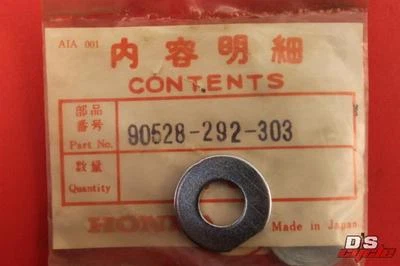 AIA 001
内容明細
CONTENTS
部品
番号
Part No.
90528-292-303
数量
Quantity
Made in Japan
D's
cycle